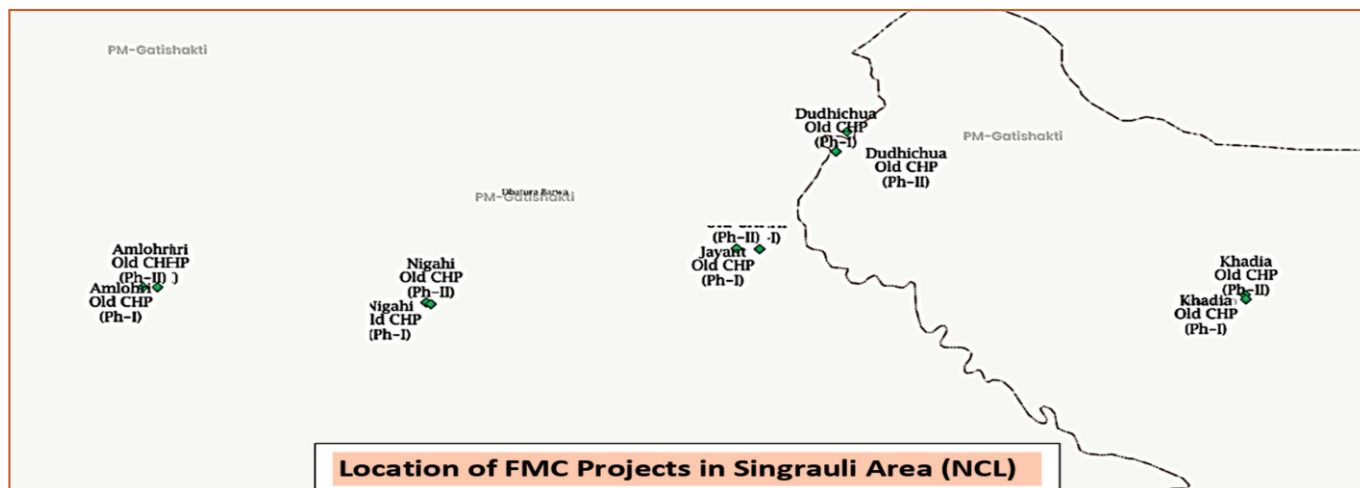 PM-Gatishakti
Dudhichua
Old CHP
(Ph-I)
PM-Gatishakti
Dudhichua
Old CHP
(Ph-II)
Dhatura Barwa
PM-Gatishakti
(Ph-II)
Jayant
Old CHP
(Ph-I)
Amlohri
Old CHP
(Ph-II)
Amlohri
Old CHP
(Ph-I)
Nigahi
Old CHP
(Ph-II)
Nigahi
CHP
(Ph-I)
Khadia
Old CHP
(Ph-II)
Khadia
Old CHP
(Ph-I)
Location of FMC Projects in Singrauli Area (NCL)